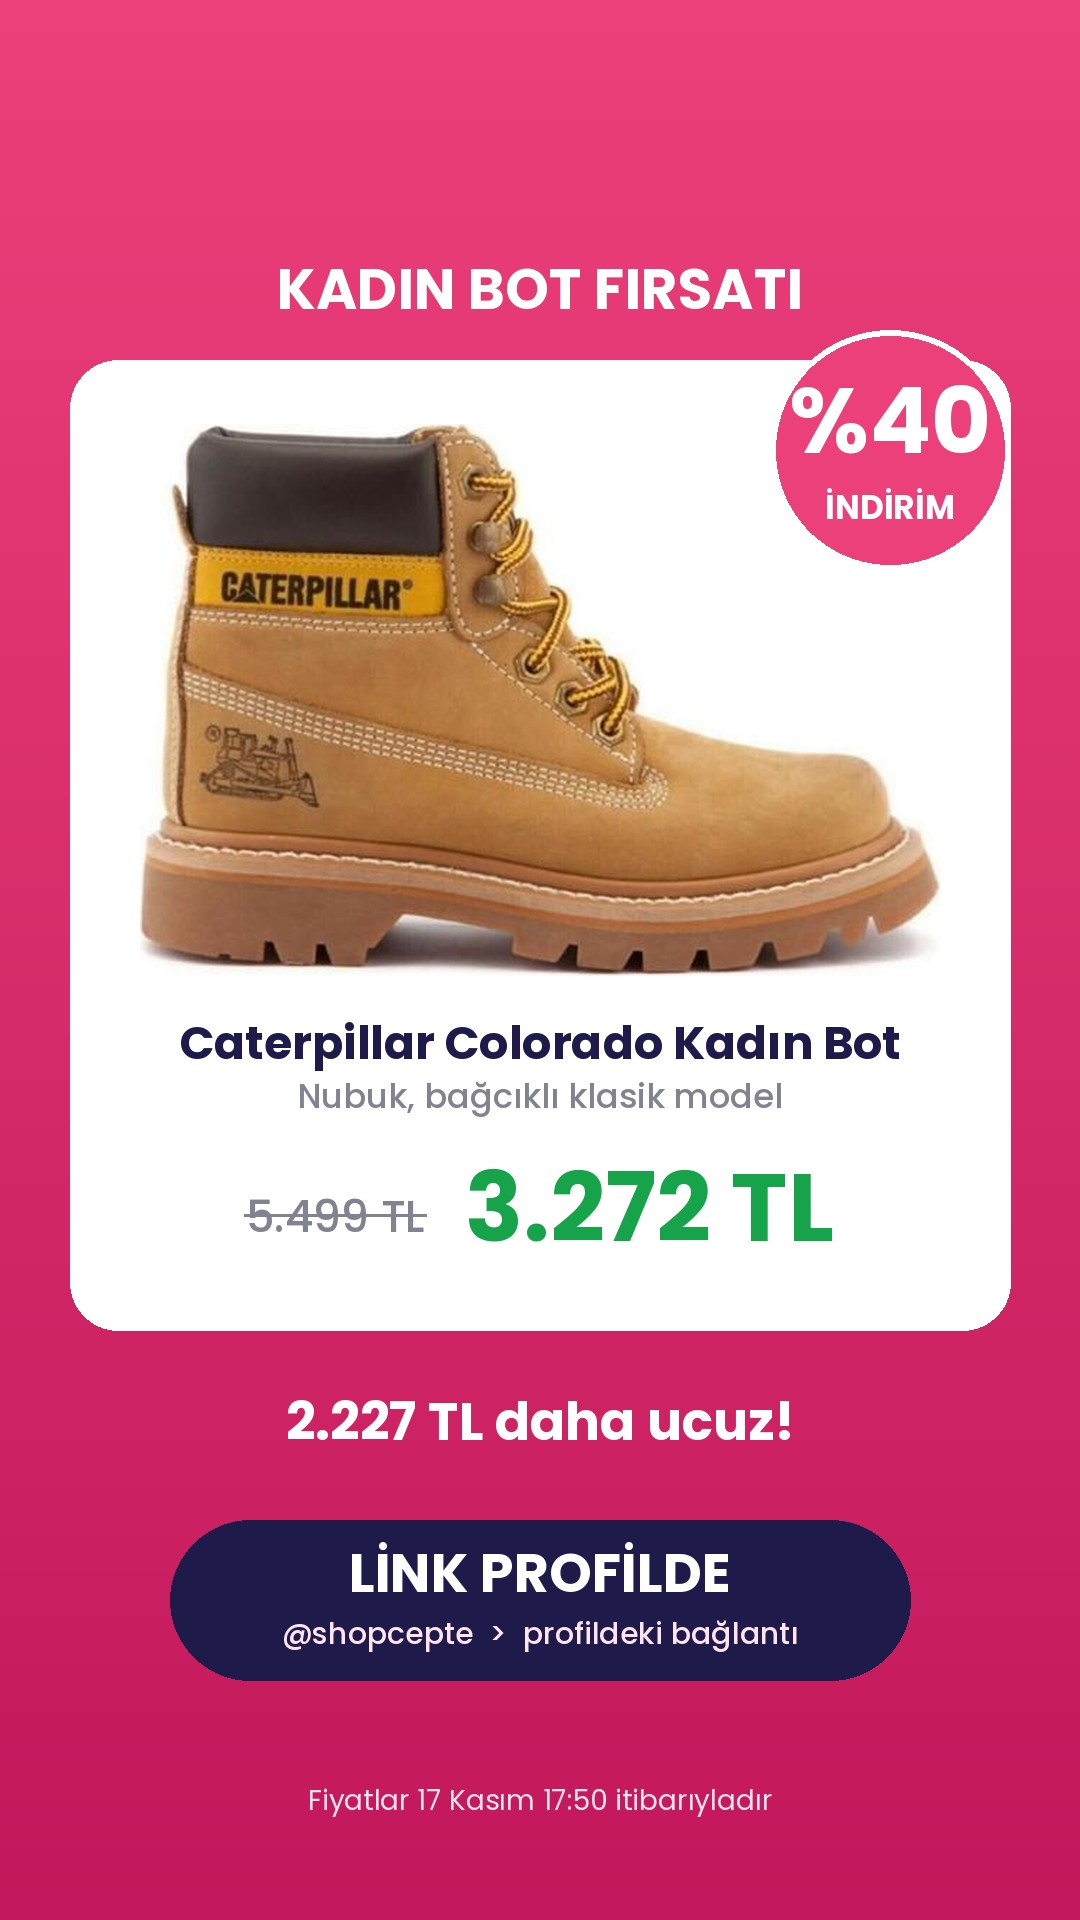 KADIN BOT FIRSATI
%40
İNDİRİM
CATERPILLAR®
®
Caterpillar Colorado Kadın Bot
Nubuk, bağcıklı klasik model
5.499 TL 3.272 TL
2.227 TL daha ucuz!
LİNK PROFİLDE
@shopcepte > profildeki bağlantı
Fiyatlar 17 Kasım 17:50 itibarıyladır